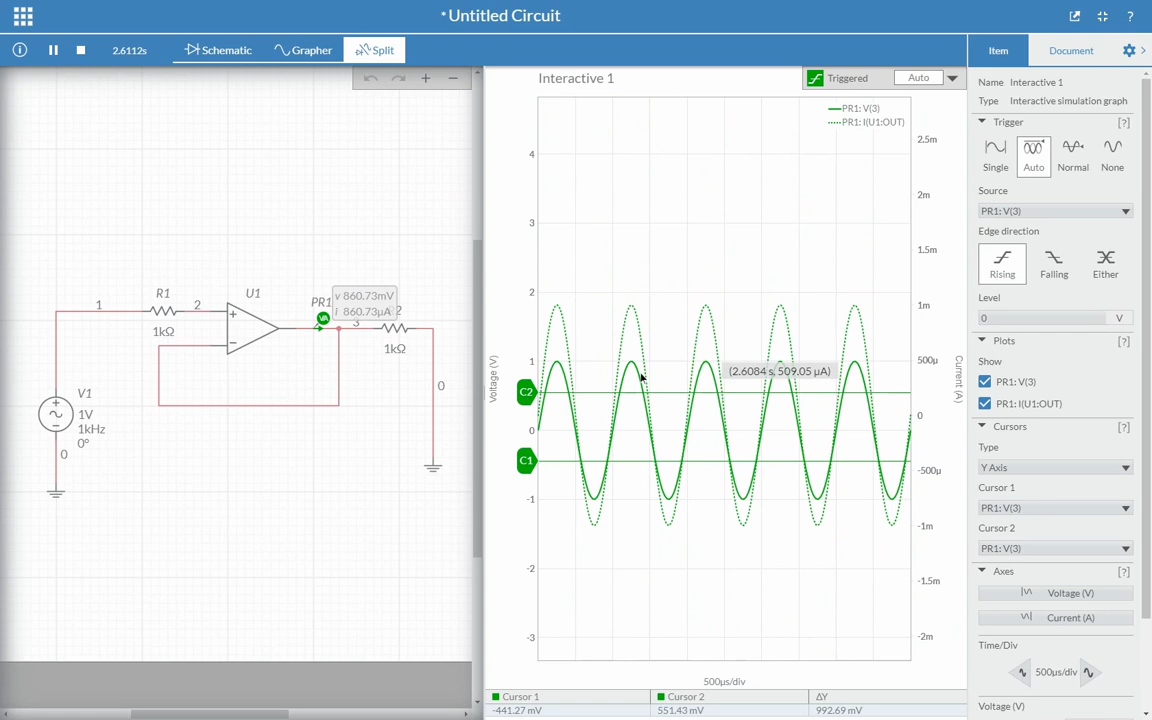 *Untitled Circuit
?
2.6112s
Schematic
Grapher
Split
Item
Document
Interactive 1
Triggered
Auto
Name Interactive 1
Type Interactive simulation graph
Trigger [?]
Single
Auto
Normal
None
Source
PR1: V(3)
Edge direction
Rising
Falling
Either
Level
0 V
Plots [?]
Show
PR1: V(3)
PR1: I(U1:OUT)
Cursors [?]
Type
Y Axis
Cursor 1
PR1: V(3)
Cursor 2
PR1: V(3)
Axes [?]
Voltage (V)
Current (A)
Time/Div
500µs/div
Voltage (V)
PR1: V(3)
PR1: I(U1:OUT)
4
3
2
1
0
-1
-2
-3
2.5m
2m
1.5m
1m
500µ
0
-500µ
-1m
-1.5m
-2m
Voltage (V)
Current (A)
C2
C1
(2.6084 s, 509.05 µA)
500µs/div
Cursor 1
Cursor 2
ΔY
-441.27 mV
551.43 mV
992.69 mV
1
R1
1kΩ
2
U1
PR1
VA
v 860.73mV
i 860.73µA
3
2
1kΩ
0
V1
1V
1kHz
0°
0